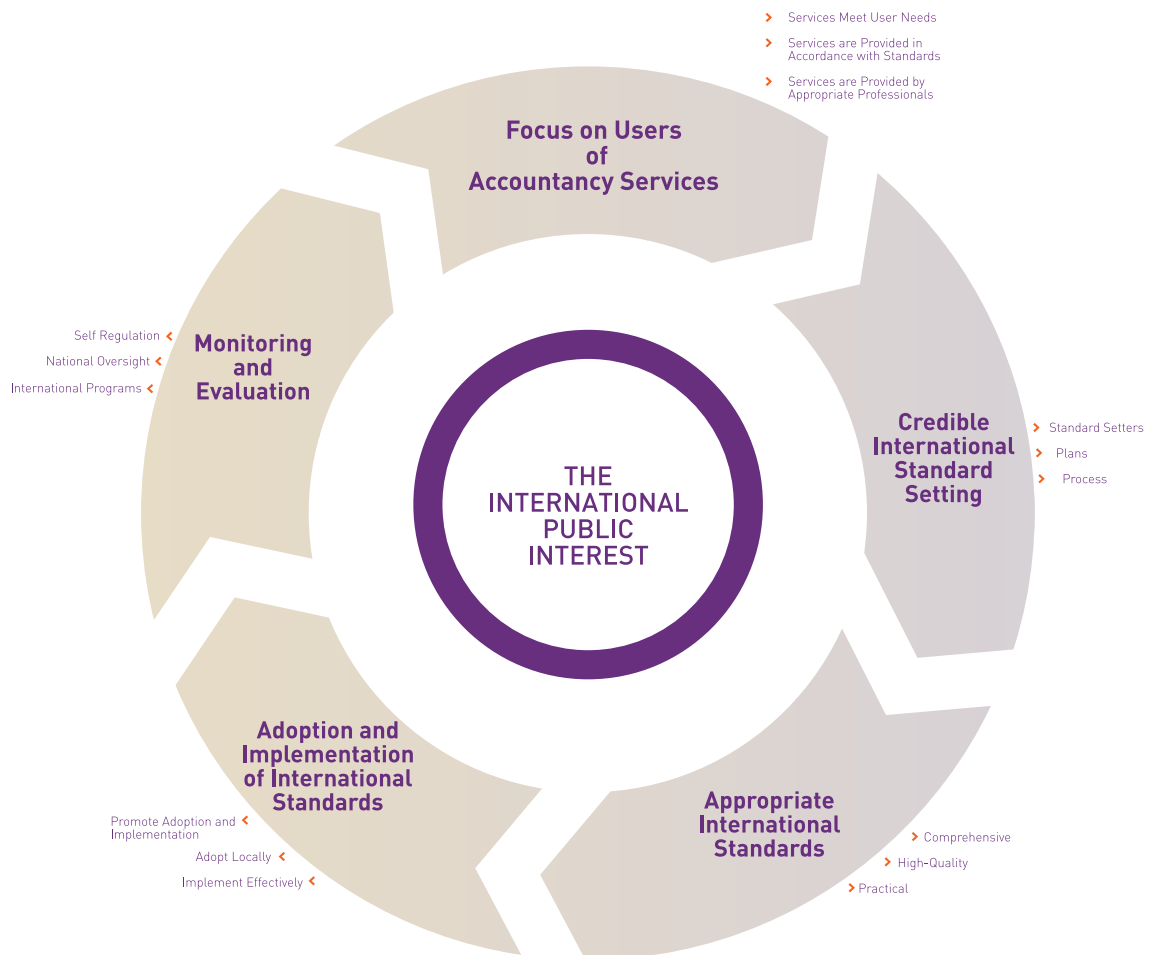 Services Meet User Needs
Services are Provided in
Accordance with Standards
Services are Provided by
Appropriate Professionals
Focus on Users
of
Accountancy Services
Credible
International
Standard
Setting
Standard Setters
Plans
Process
Appropriate
International
Standards
Comprehensive
High-Quality
Practical
Adoption and
Implementation
of International
Standards
Promote Adoption and
Implementation
Adopt Locally
Implement Effectively
Monitoring
and
Evaluation
Self Regulation
National Oversight
International Programs
THE
INTERNATIONAL
PUBLIC
INTEREST